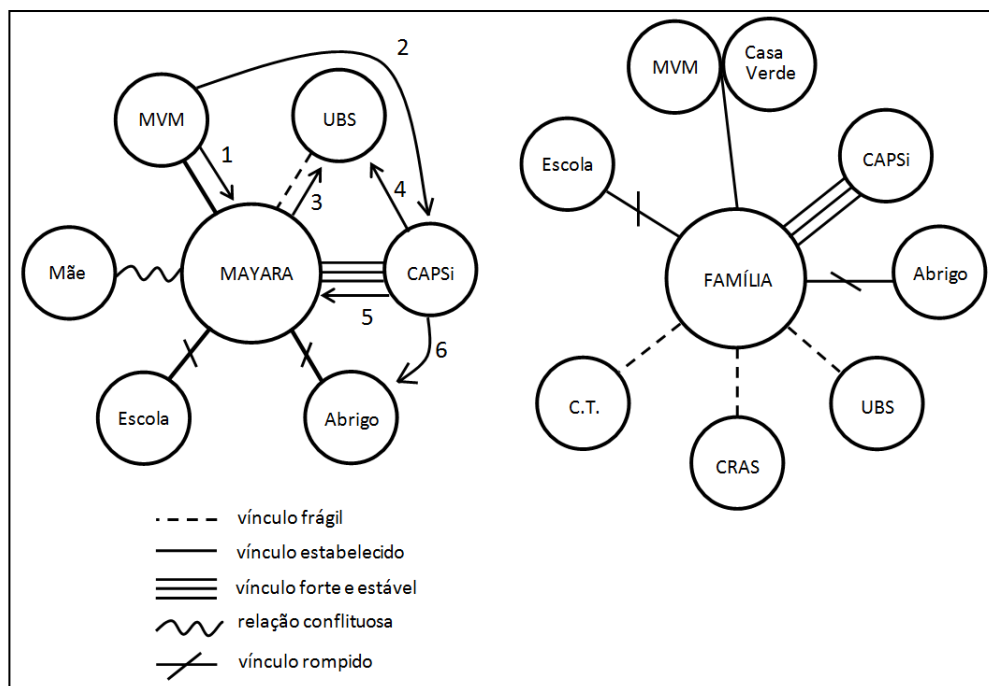 2
MVM
UBS
1
3
4
Mãe
MAYARA
CAPSi
5
6
Escola
Abrigo
MVM
Casa
Verde
Escola
CAPSi
FAMÍLIA
Abrigo
C.T.
UBS
CRAS
vínculo frágil
vínculo estabelecido
vínculo forte e estável
relação conflituosa
vínculo rompido